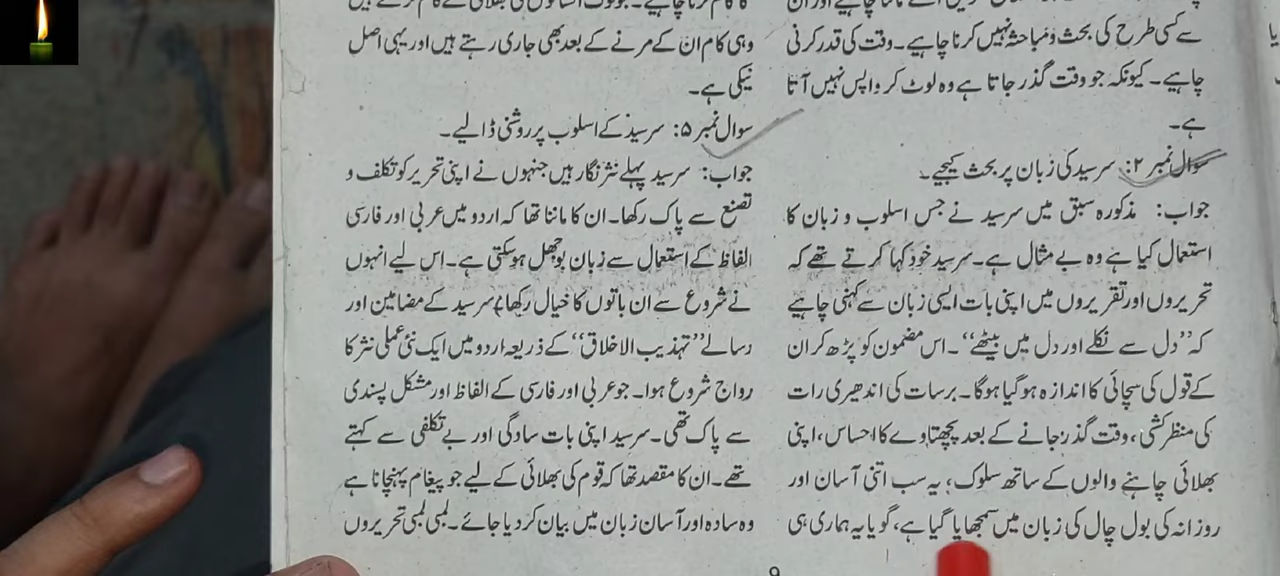 سے کسی طرح کی بحث و مباحثہ نہیں کرنا چاہیے۔ وقت کی قدر کرنی
چاہیے۔ کیونکہ جو وقت گذر جاتا ہے وہ لوٹ کر واپس نہیں آتا
ہے۔
سوال نمبر ۲: سرسید کی زبان پر بحث کیجیے۔
جواب: مذکورہ سبق میں سرسید نے جس اسلوب و زبان کا
استعمال کیا ہے وہ بے مثال ہے۔ سرسید خود کہا کرتے تھے کہ
تحریروں اور تقریروں میں اپنی بات ایسی زبان سے کہنی چاہیے
کہ ’’دل سے نکلے اور دل میں بیٹھے‘‘۔ اس مضمون کو پڑھ کر ان
کے قول کی سچائی کا اندازہ ہو گیا ہوگا۔ برسات کی اندھیری رات
کی منظر کشی، وقت گذر جانے کے بعد پچھتاوے کا احساس، اپنی
بھلائی چاہنے والوں کے ساتھ سلوک، یہ سب اتنی آسان اور
روزانہ کی بول چال کی زبان میں سمجھایا گیا ہے، گویا یہ ہماری ہی
وہی کام ان کے مرنے کے بعد بھی جاری رہتے ہیں اور یہی اصل
نیکی ہے۔
سوال نمبر ۵: سرسید کے اسلوب پر روشنی ڈالیے۔
جواب: سرسید پہلے نثر نگار ہیں جنہوں نے اپنی تحریر کو تکلف و
تصنع سے پاک رکھا۔ ان کا ماننا تھا کہ اردو میں عربی اور فارسی
الفاظ کے استعمال سے زبان بوجھل ہو سکتی ہے۔ اس لیے انہوں
نے شروع سے ان باتوں کا خیال رکھا۔ سرسید کے مضامین اور
رسالے ’’تہذیب الاخلاق‘‘ کے ذریعہ اردو میں ایک نئی عملی نثر کا
رواج شروع ہوا۔ جو عربی اور فارسی کے الفاظ اور مشکل پسندی
سے پاک تھی۔ سرسید اپنی بات سادگی اور بے تکلفی سے کہتے
تھے۔ ان کا مقصد تھا کہ قوم کی بھلائی کے لیے جو پیغام پہنچانا ہے
وہ سادہ اور آسان زبان میں بیان کر دیا جائے۔ لمبی لمبی تحریروں
9